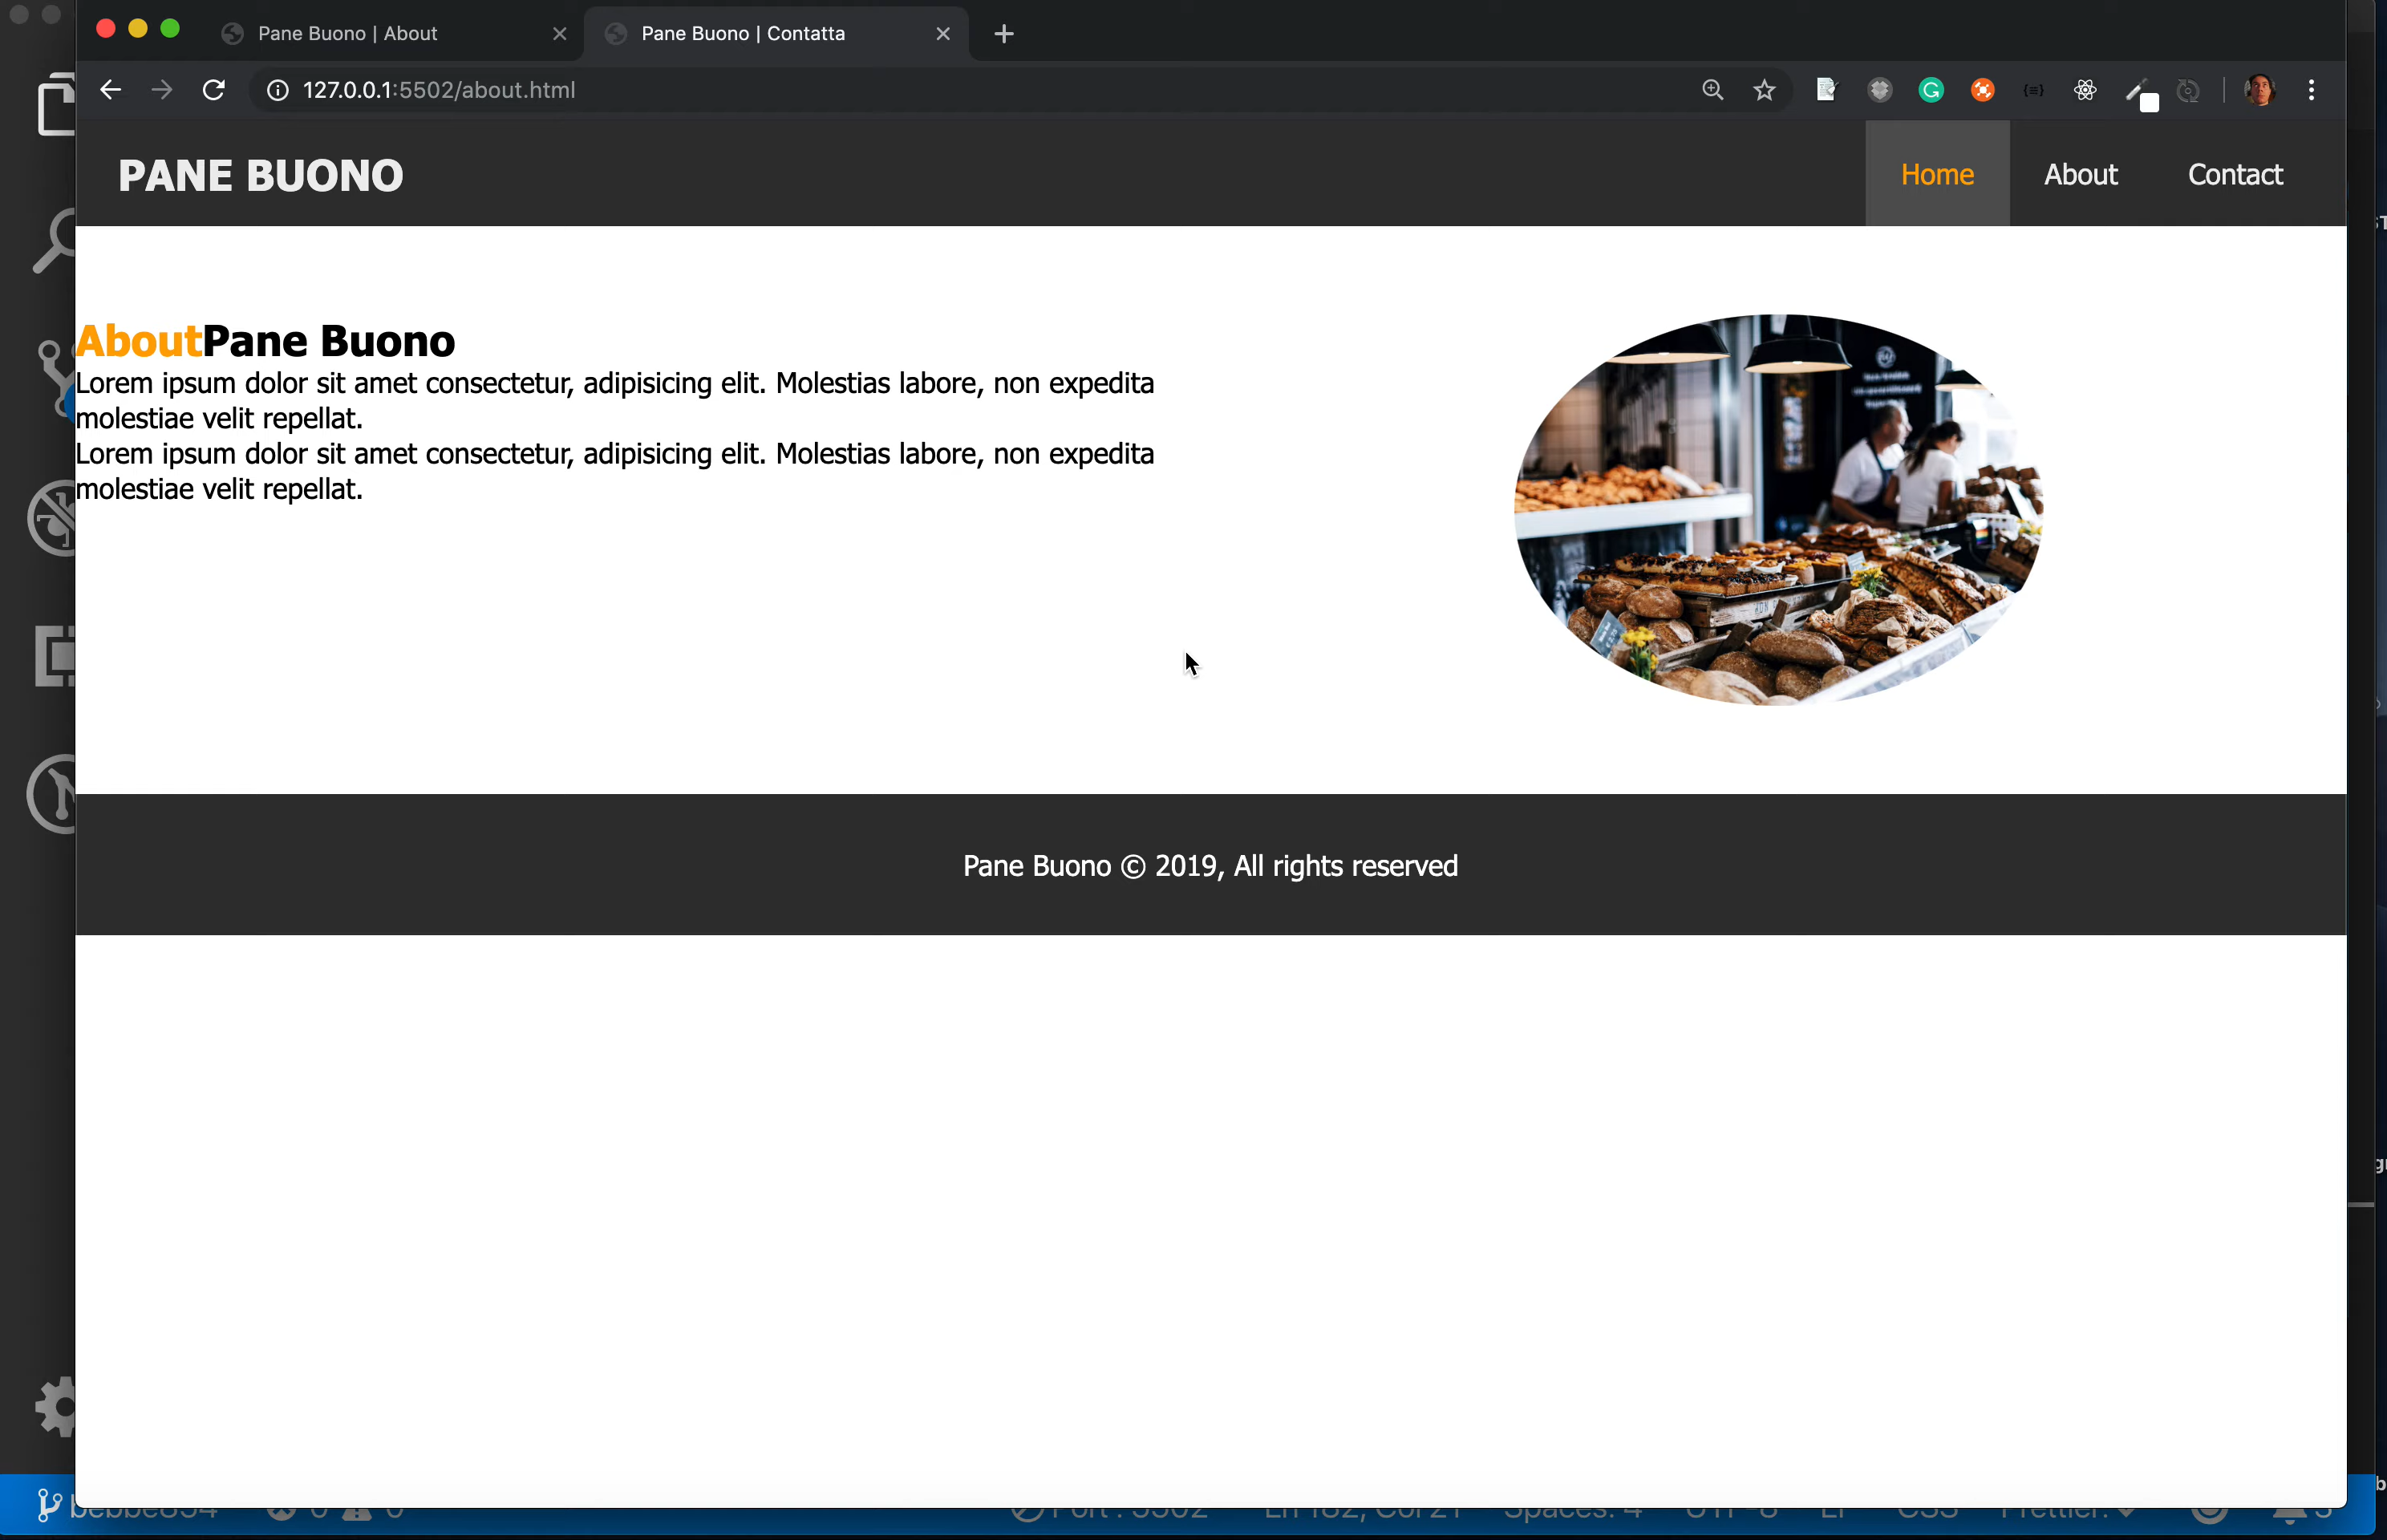 Pane Buono | About
Pane Buono | Contatta
127.0.0.1:5502/about.html
PANE BUONO
Home
About
Contact
AboutPane Buono
Lorem ipsum dolor sit amet consectetur, adipisicing elit. Molestias labore, non expedita
molestiae velit repellat.
Lorem ipsum dolor sit amet consectetur, adipisicing elit. Molestias labore, non expedita
molestiae velit repellat.
Pane Buono © 2019, All rights reserved